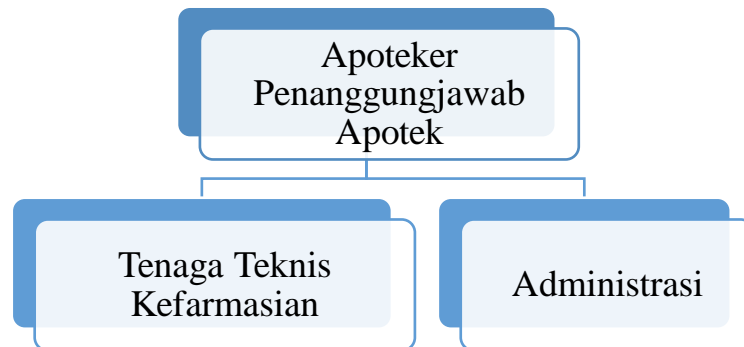 Apoteker
Penanggungjawab
Apotek
Tenaga Teknis
Kefarmasian
Administrasi